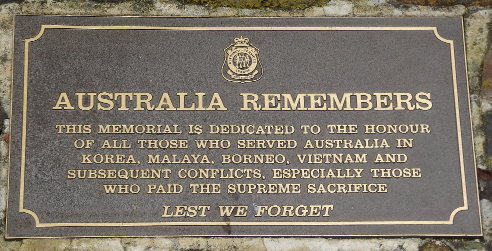 AUSTRALIA REMEMBERS
THIS MEMORIAL IS DEDICATED TO THE HONOUR
OF ALL THOSE WHO SERVED AUSTRALIA IN
KOREA, MALAYA, BORNEO, VIETNAM AND
SUBSEQUENT CONFLICTS, ESPECIALLY THOSE
WHO PAID THE SUPREME SACRIFICE
LEST WE FORGET